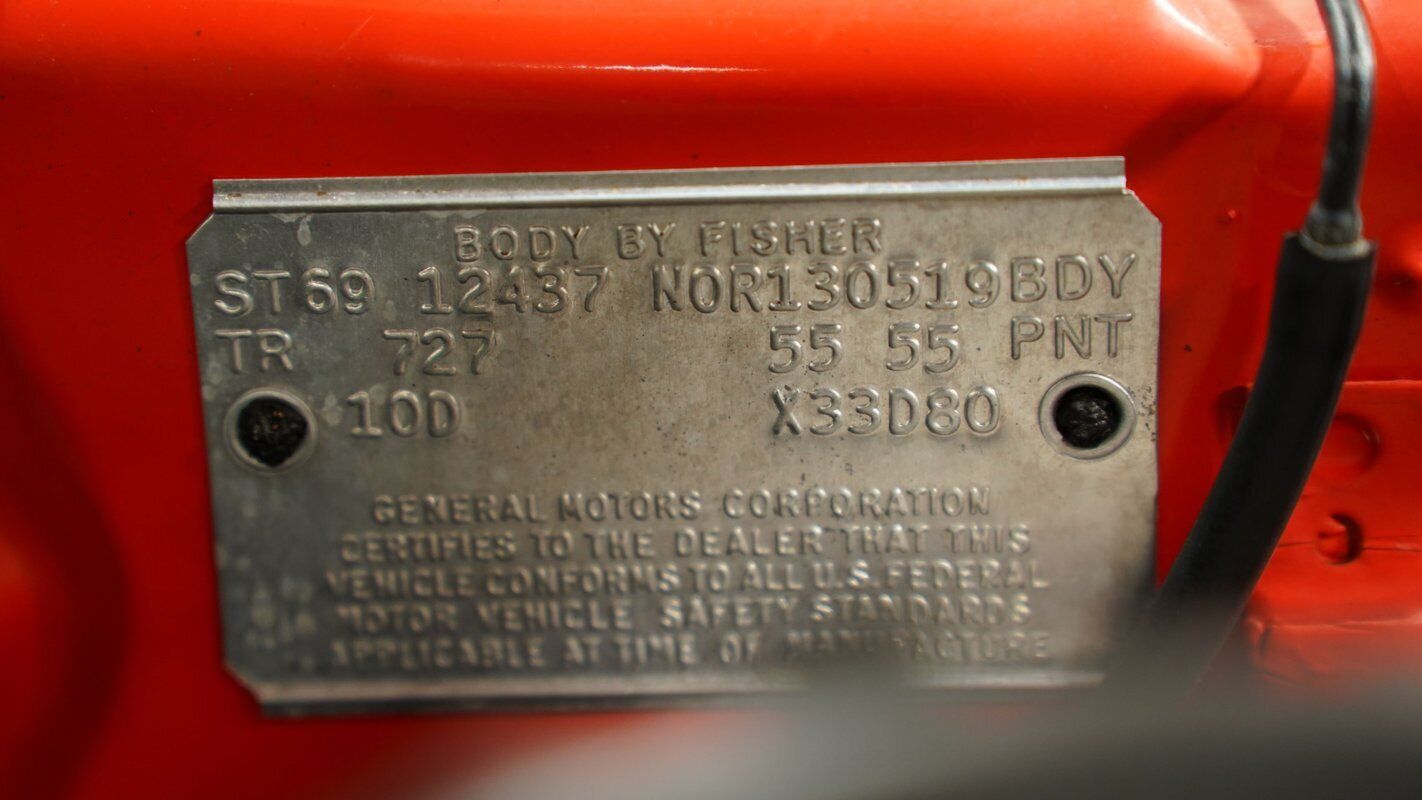 BODY BY FISHER
ST69 12437 NOR130519BDY
TR 727 55 55 PNT
10D X33D80
GENERAL MOTORS CORPORATION
CERTIFIES TO THE DEALER THAT THIS
VEHICLE CONFORMS TO ALL U.S. FEDERAL
MOTOR VEHICLE SAFETY STANDARDS
APPLICABLE AT TIME OF MANUFACTURE